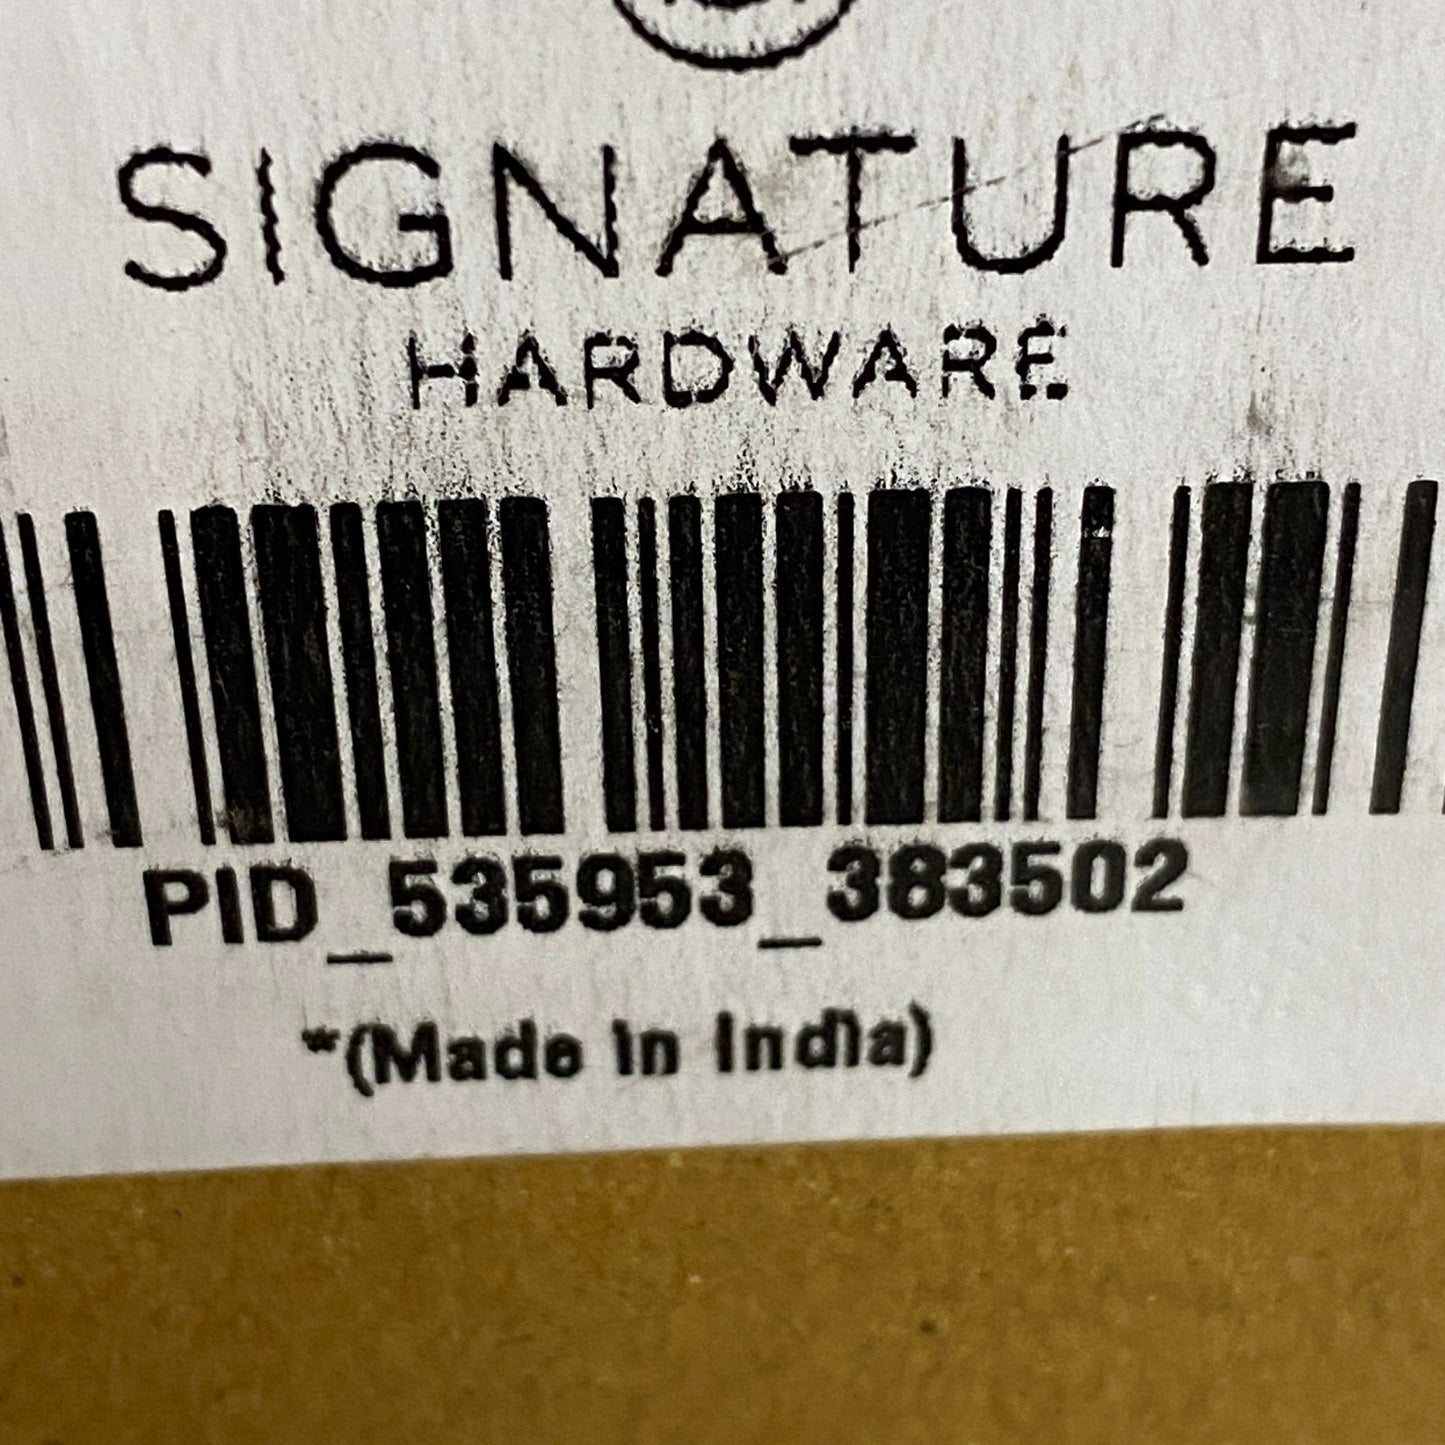 SIGNATURE
HARDWARE
PID_535953_383502
*(Made in India)